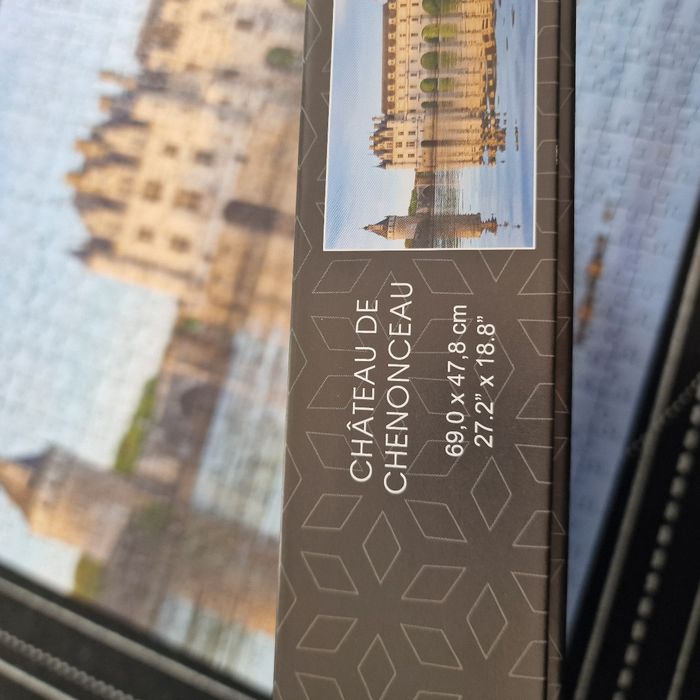 CHÂTEAU DE
CHENONCEAU
69,0 x 47,8 cm
27.2” x 18.8”